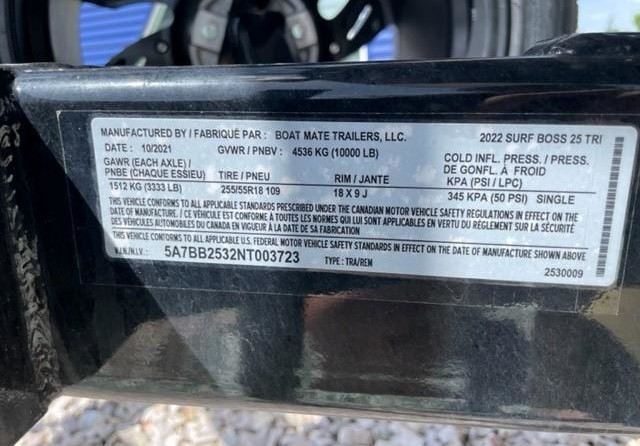 MANUFACTURED BY / FABRIQUÉ PAR : BOAT MATE TRAILERS, LLC. 2022 SURF BOSS 25 TRI
DATE : 10/2021 GVWR / PNBV : 4536 KG (10000 LB)
GAWR (EACH AXLE) / PNBE (CHAQUE ESSIEU) TIRE / PNEU RIM / JANTE COLD INFL. PRESS. / PRESS. DE GONFL. À FROID KPA (PSI / LPC)
1512 KG (3333 LB) 255/55R18 109 18 X 9 J 345 KPA (50 PSI) SINGLE
THIS VEHICLE CONFORMS TO ALL APPLICABLE STANDARDS PRESCRIBED UNDER THE CANADIAN MOTOR VEHICLE SAFETY REGULATIONS IN EFFECT ON THE
DATE OF MANUFACTURE / CE VÉHICULE EST CONFORME À TOUTES LES NORMES QUI LUI SONT APPLICABLES EN VERTU DU RÈGLEMENT SUR LA SÉCURITÉ
DES VÉHICULES AUTOMOBILES DU CANADA EN VIGUEUR À LA DATE DE SA FABRICATION.
THIS VEHICLE CONFORMS TO ALL APPLICABLE U.S. FEDERAL MOTOR VEHICLE SAFETY STANDARDS IN EFFECT ON THE DATE OF MANUFACTURE SHOWN ABOVE
V.I.N./N.I.V. : 5A7BB2532NT003723 TYPE : TRA/REM 2530009